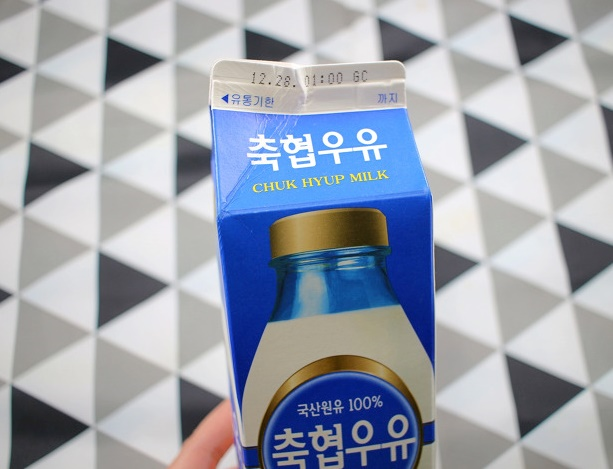 12.28. 01:00 GC
◀유통기한 까지
축협우유
CHUK HYUP MILK
국산원유 100%
축협우유